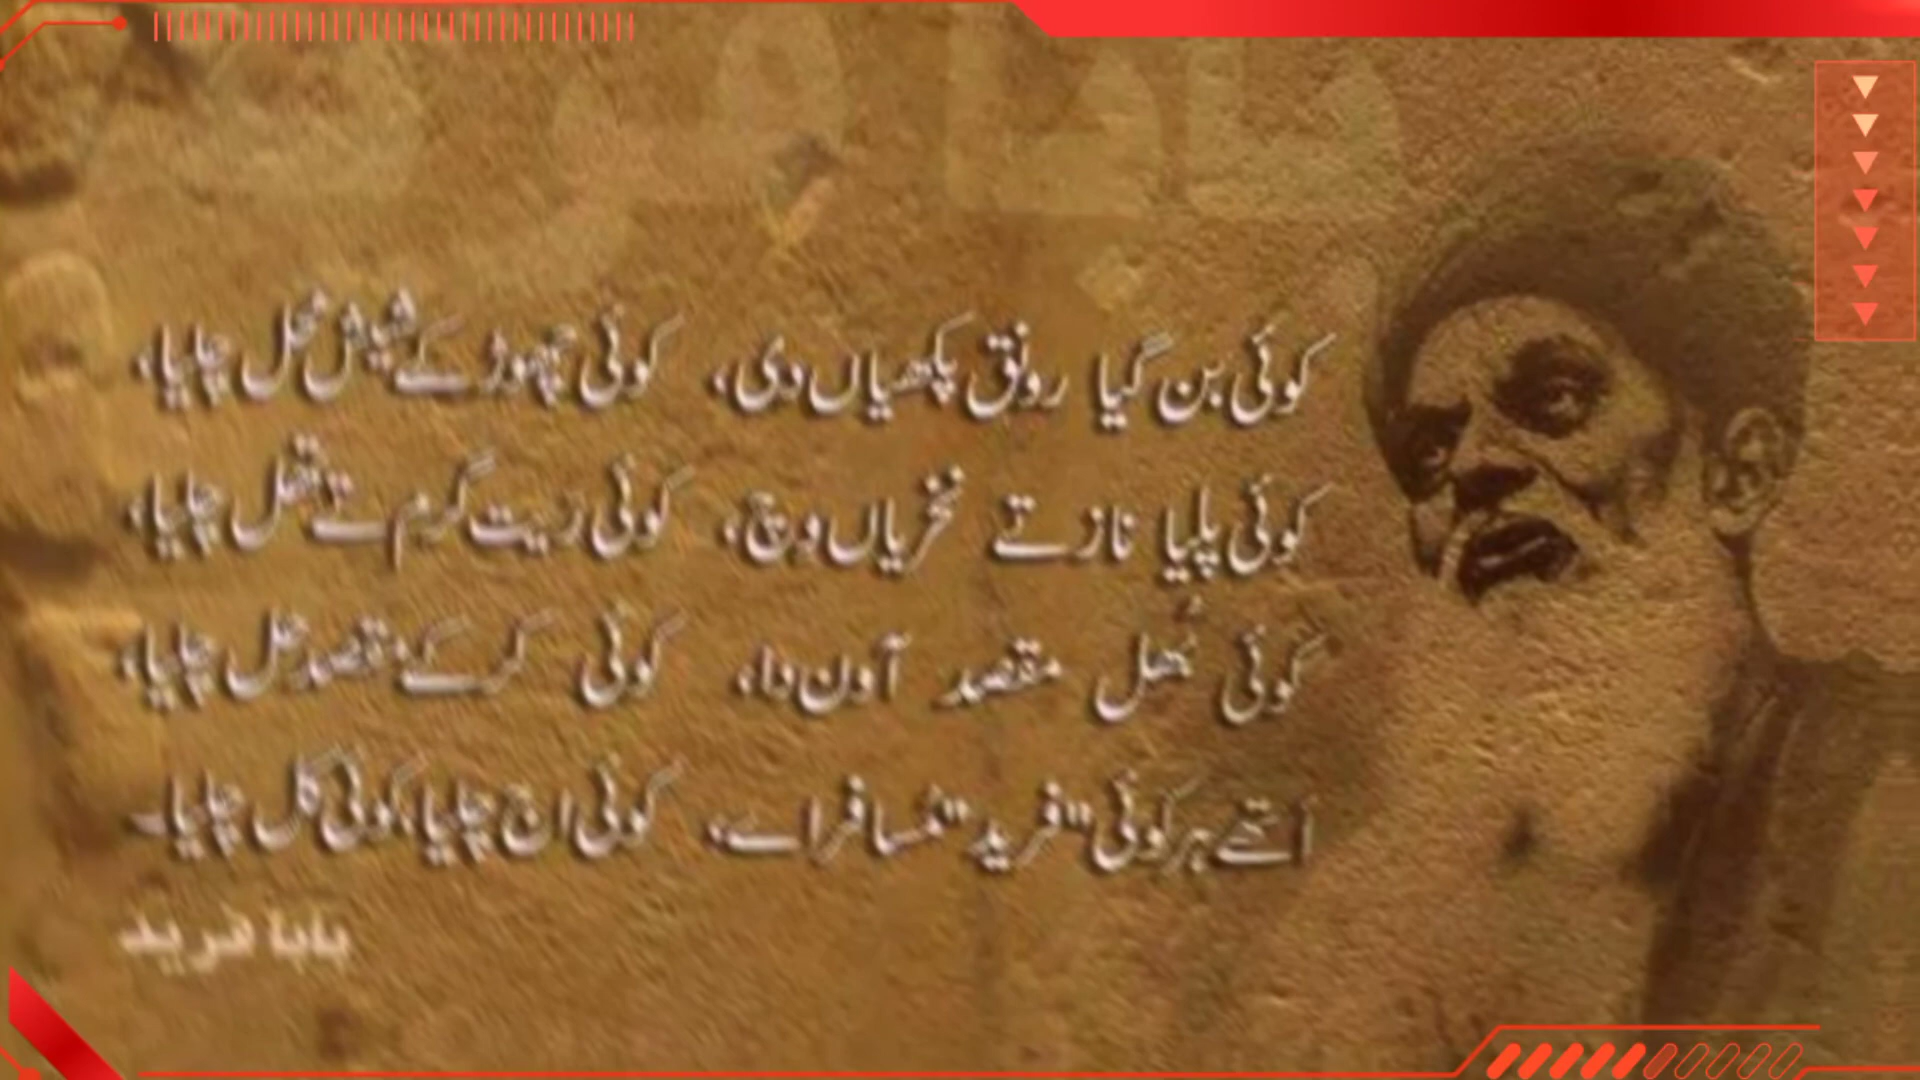 کوئی بن گیا رونق پکھیاں دی، کوئی چھوڑ کے شیش محل چلیا،
کوئی پلیا ناز تے نخریاں وچ، کوئی ریت گرم تے تھل چلیا،
کوئی بُھل مقصد آون دا، کوئی کر کے مقصد حل چلیا،
اتھے ہر کوئی "فرید" مُسافر اے، کوئی اج چلیا، کوئی کل چلیا۔
بابا فرید